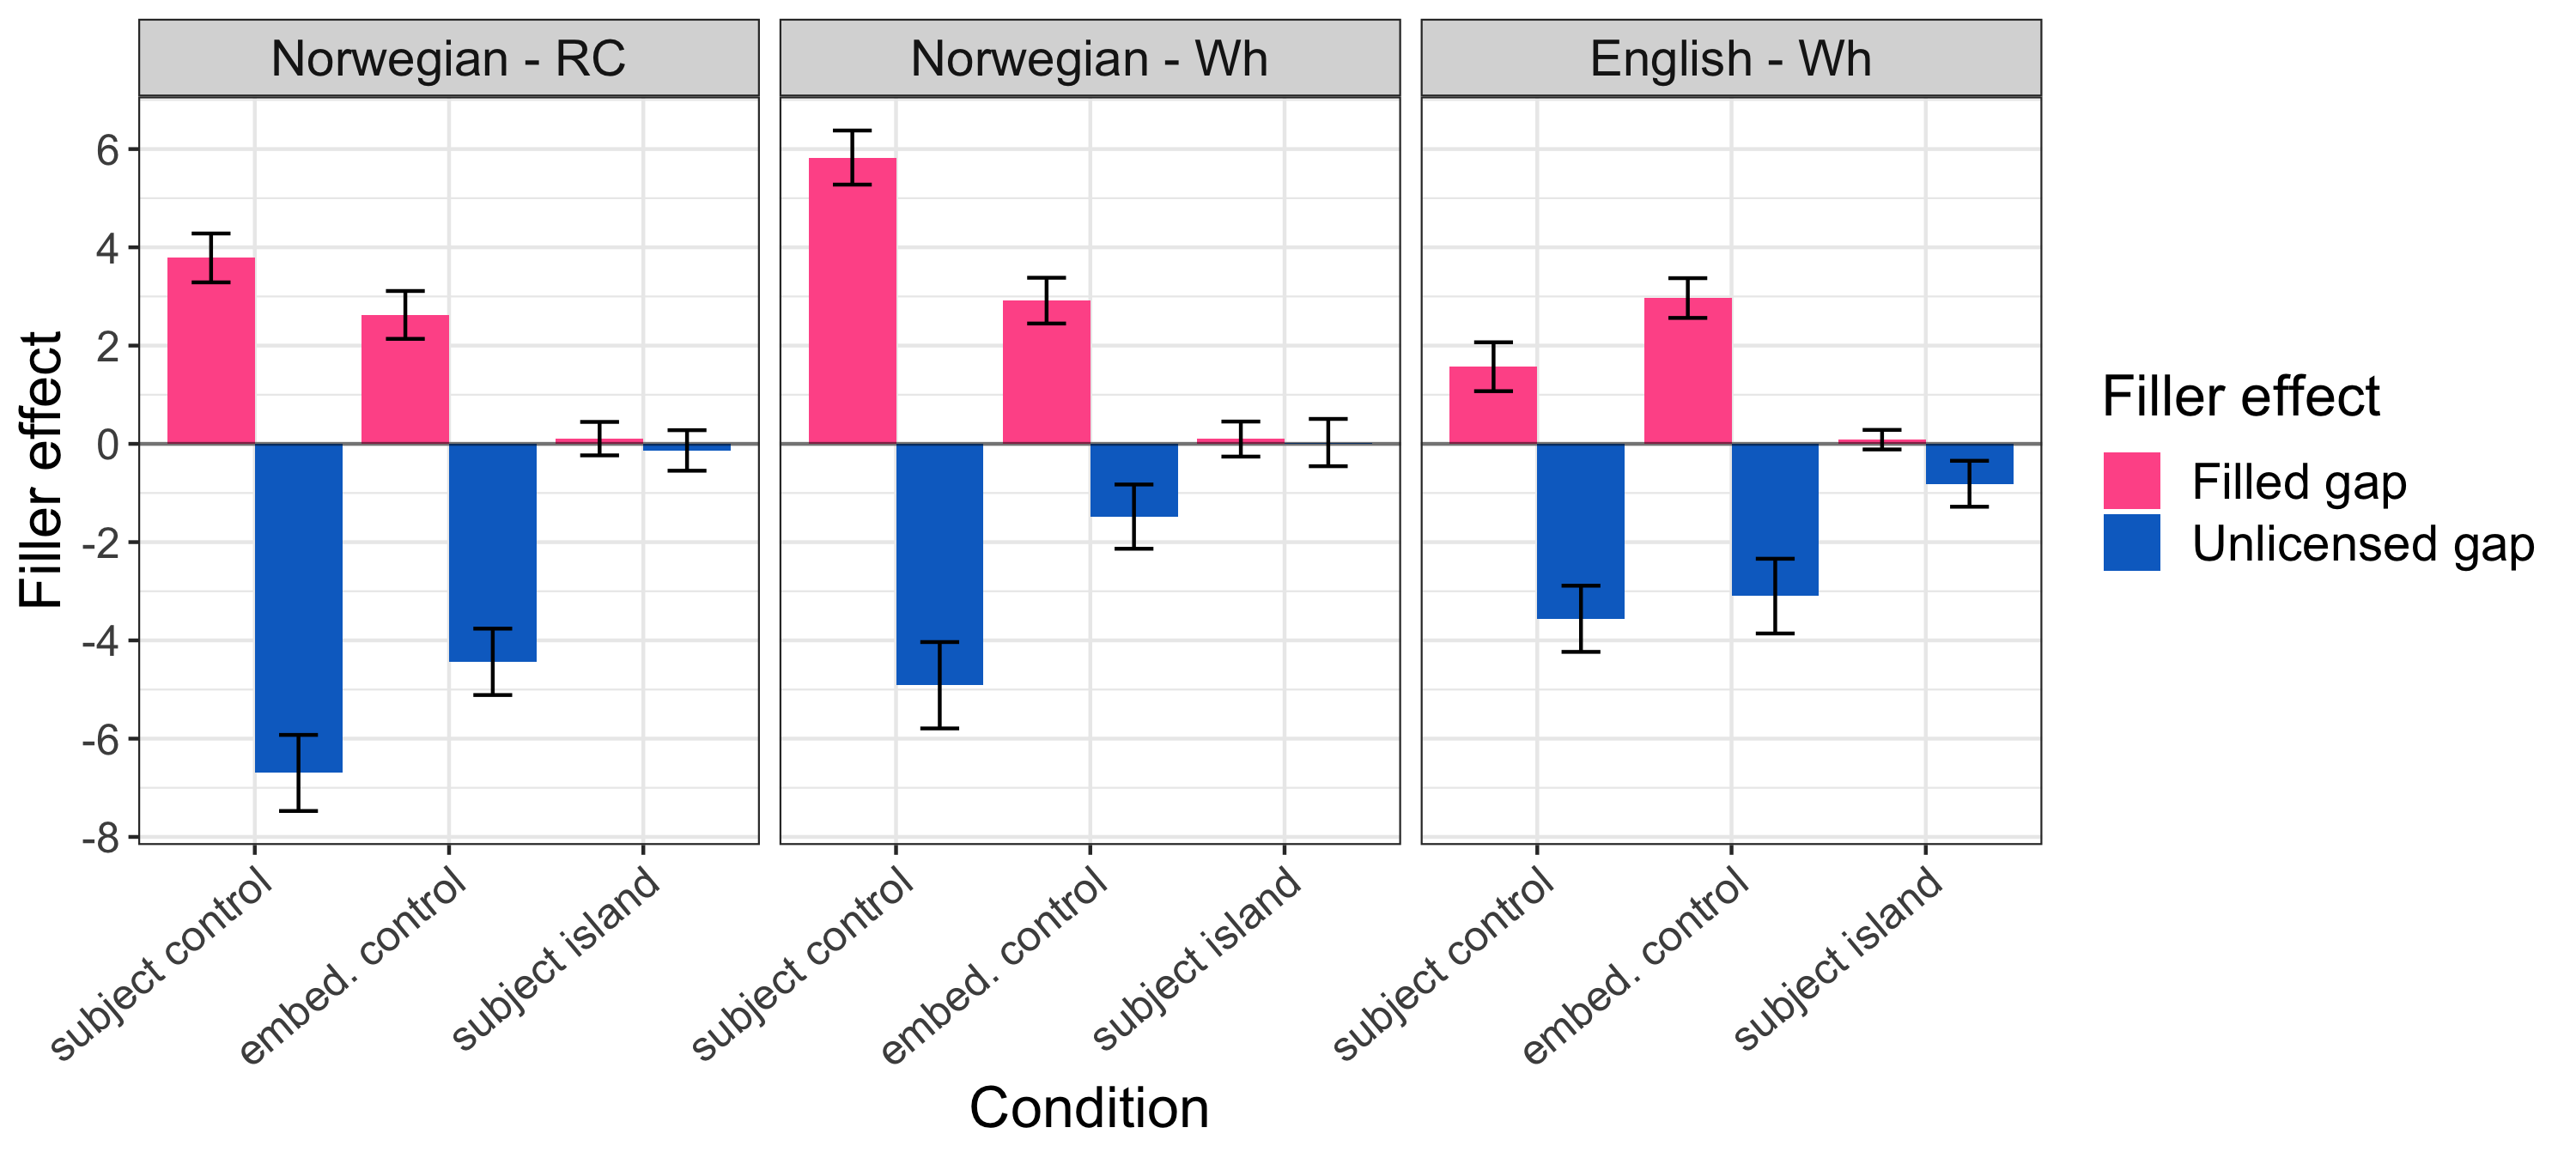 Norwegian - RC
Norwegian - Wh
English - Wh
Filler effect
6
4
2
0
-2
-4
-6
-8
subject control
embed. control
subject island
subject control
embed. control
subject island
subject control
embed. control
subject island
Condition
Filler effect
Filled gap
Unlicensed gap